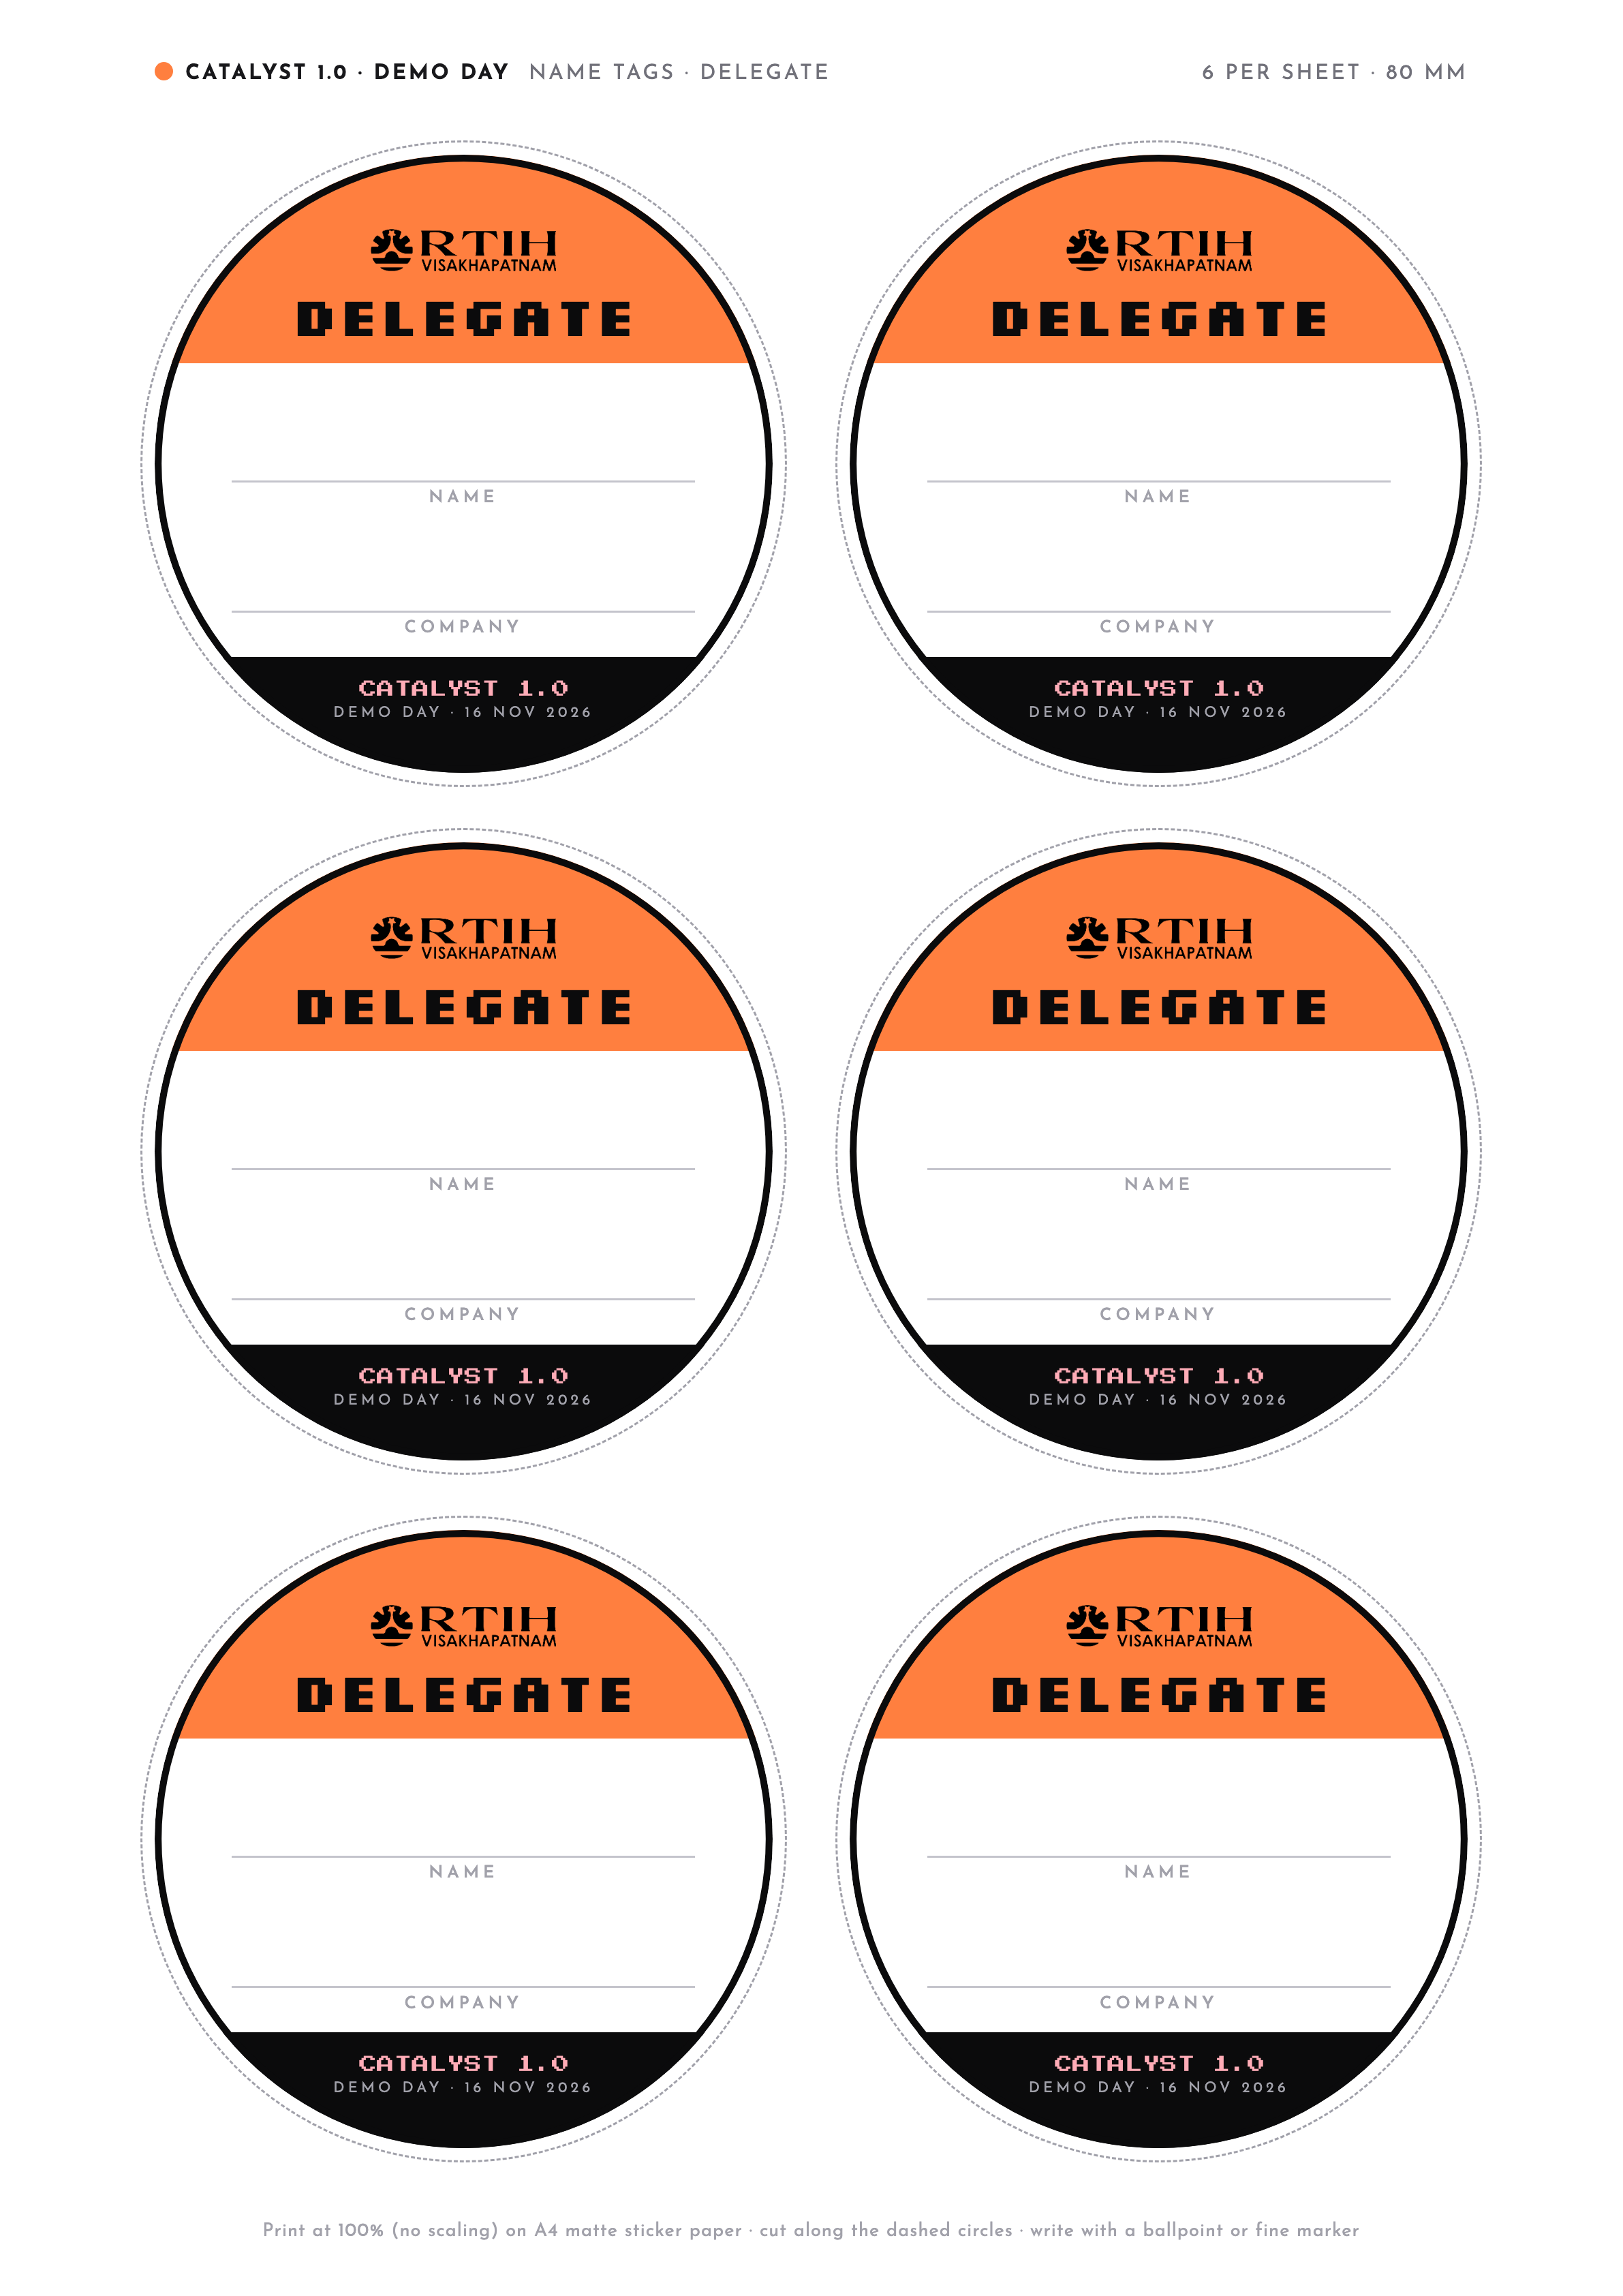 CATALYST 1.0 · DEMO DAY NAME TAGS · DELEGATE 6 PER SHEET · 80 MM
RTIH
VISAKHAPATNAM
DELEGATE
NAME
COMPANY
CATALYST 1.0
DEMO DAY · 16 NOV 2026
RTIH
VISAKHAPATNAM
DELEGATE
NAME
COMPANY
CATALYST 1.0
DEMO DAY · 16 NOV 2026
RTIH
VISAKHAPATNAM
DELEGATE
NAME
COMPANY
CATALYST 1.0
DEMO DAY · 16 NOV 2026
RTIH
VISAKHAPATNAM
DELEGATE
NAME
COMPANY
CATALYST 1.0
DEMO DAY · 16 NOV 2026
RTIH
VISAKHAPATNAM
DELEGATE
NAME
COMPANY
CATALYST 1.0
DEMO DAY · 16 NOV 2026
RTIH
VISAKHAPATNAM
DELEGATE
NAME
COMPANY
CATALYST 1.0
DEMO DAY · 16 NOV 2026
Print at 100% (no scaling) on A4 matte sticker paper · cut along the dashed circles · write with a ballpoint or fine marker